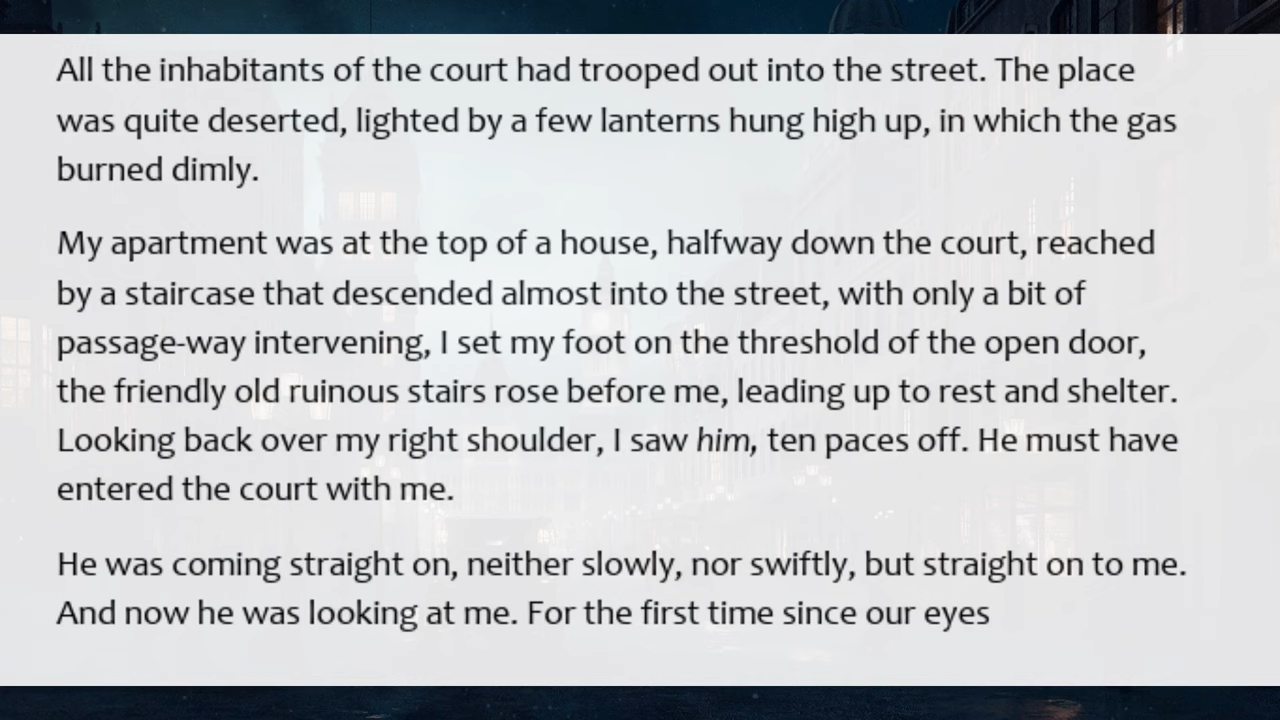 All the inhabitants of the court had trooped out into the street. The place
was quite deserted, lighted by a few lanterns hung high up, in which the gas
burned dimly.
My apartment was at the top of a house, halfway down the court, reached
by a staircase that descended almost into the street, with only a bit of
passage-way intervening, I set my foot on the threshold of the open door,
the friendly old ruinous stairs rose before me, leading up to rest and shelter.
Looking back over my right shoulder, I saw him, ten paces off. He must have
entered the court with me.
He was coming straight on, neither slowly, nor swiftly, but straight on to me.
And now he was looking at me. For the first time since our eyes